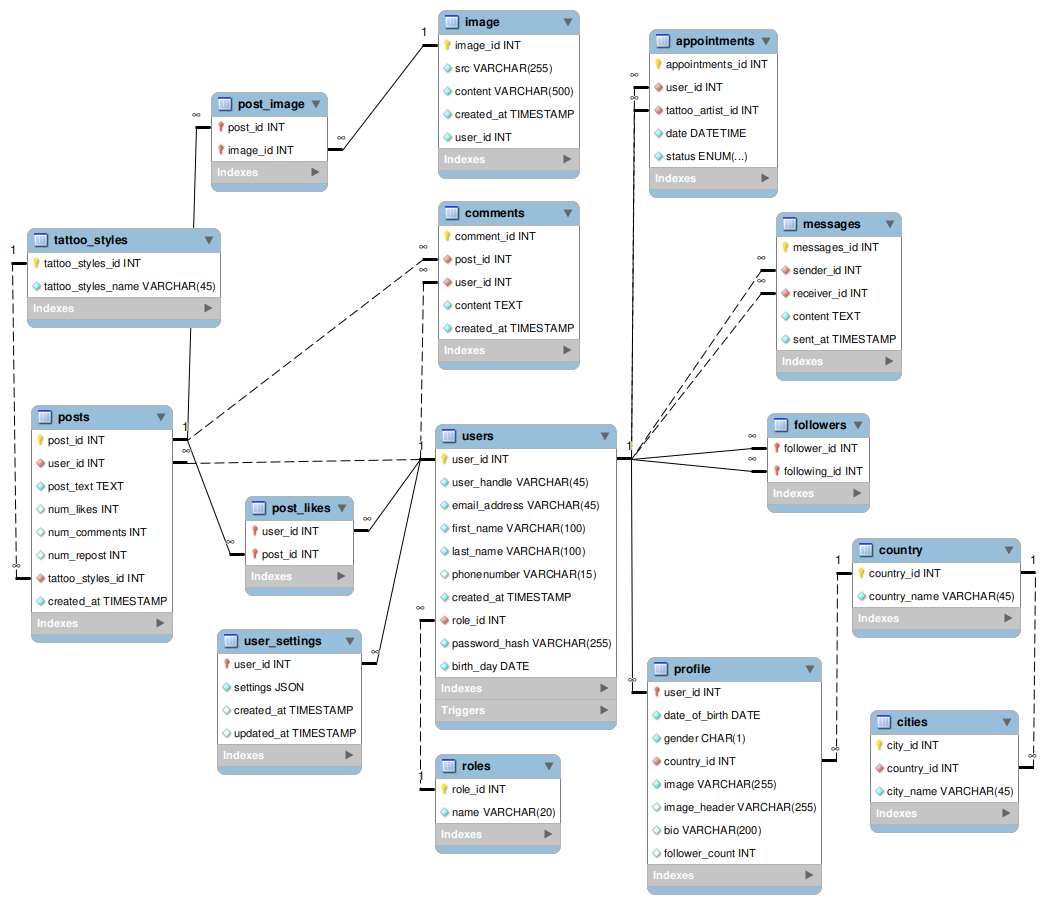 image
image_id INT
src VARCHAR(255)
content VARCHAR(500)
created_at TIMESTAMP
user_id INT
Indexes
appointments
appointments_id INT
user_id INT
tattoo_artist_id INT
date DATETIME
status ENUM(...)
Indexes
post_image
post_id INT
image_id INT
Indexes
comments
comment_id INT
post_id INT
user_id INT
content TEXT
created_at TIMESTAMP
Indexes
messages
messages_id INT
sender_id INT
receiver_id INT
content TEXT
sent_at TIMESTAMP
Indexes
tattoo_styles
tattoo_styles_id INT
tattoo_styles_name VARCHAR(45)
Indexes
posts
post_id INT
user_id INT
post_text TEXT
num_likes INT
num_comments INT
num_repost INT
tattoo_styles_id INT
created_at TIMESTAMP
Indexes
users
user_id INT
user_handle VARCHAR(45)
email_address VARCHAR(45)
first_name VARCHAR(100)
last_name VARCHAR(100)
phonenumber VARCHAR(15)
created_at TIMESTAMP
role_id INT
password_hash VARCHAR(255)
birth_day DATE
Indexes
Triggers
followers
follower_id INT
following_id INT
Indexes
post_likes
user_id INT
post_id INT
Indexes
country
country_id INT
country_name VARCHAR(45)
Indexes
user_settings
user_id INT
settings JSON
created_at TIMESTAMP
updated_at TIMESTAMP
Indexes
profile
user_id INT
date_of_birth DATE
gender CHAR(1)
country_id INT
image VARCHAR(255)
image_header VARCHAR(255)
bio VARCHAR(200)
follower_count INT
Indexes
cities
city_id INT
country_id INT
city_name VARCHAR(45)
Indexes
roles
role_id INT
name VARCHAR(20)
Indexes
1
∞
∞
1
∞
∞
1
∞
∞
∞
∞
1
∞
∞
1
1
∞
∞
∞
∞
∞
∞
1
∞
1
1
∞
∞